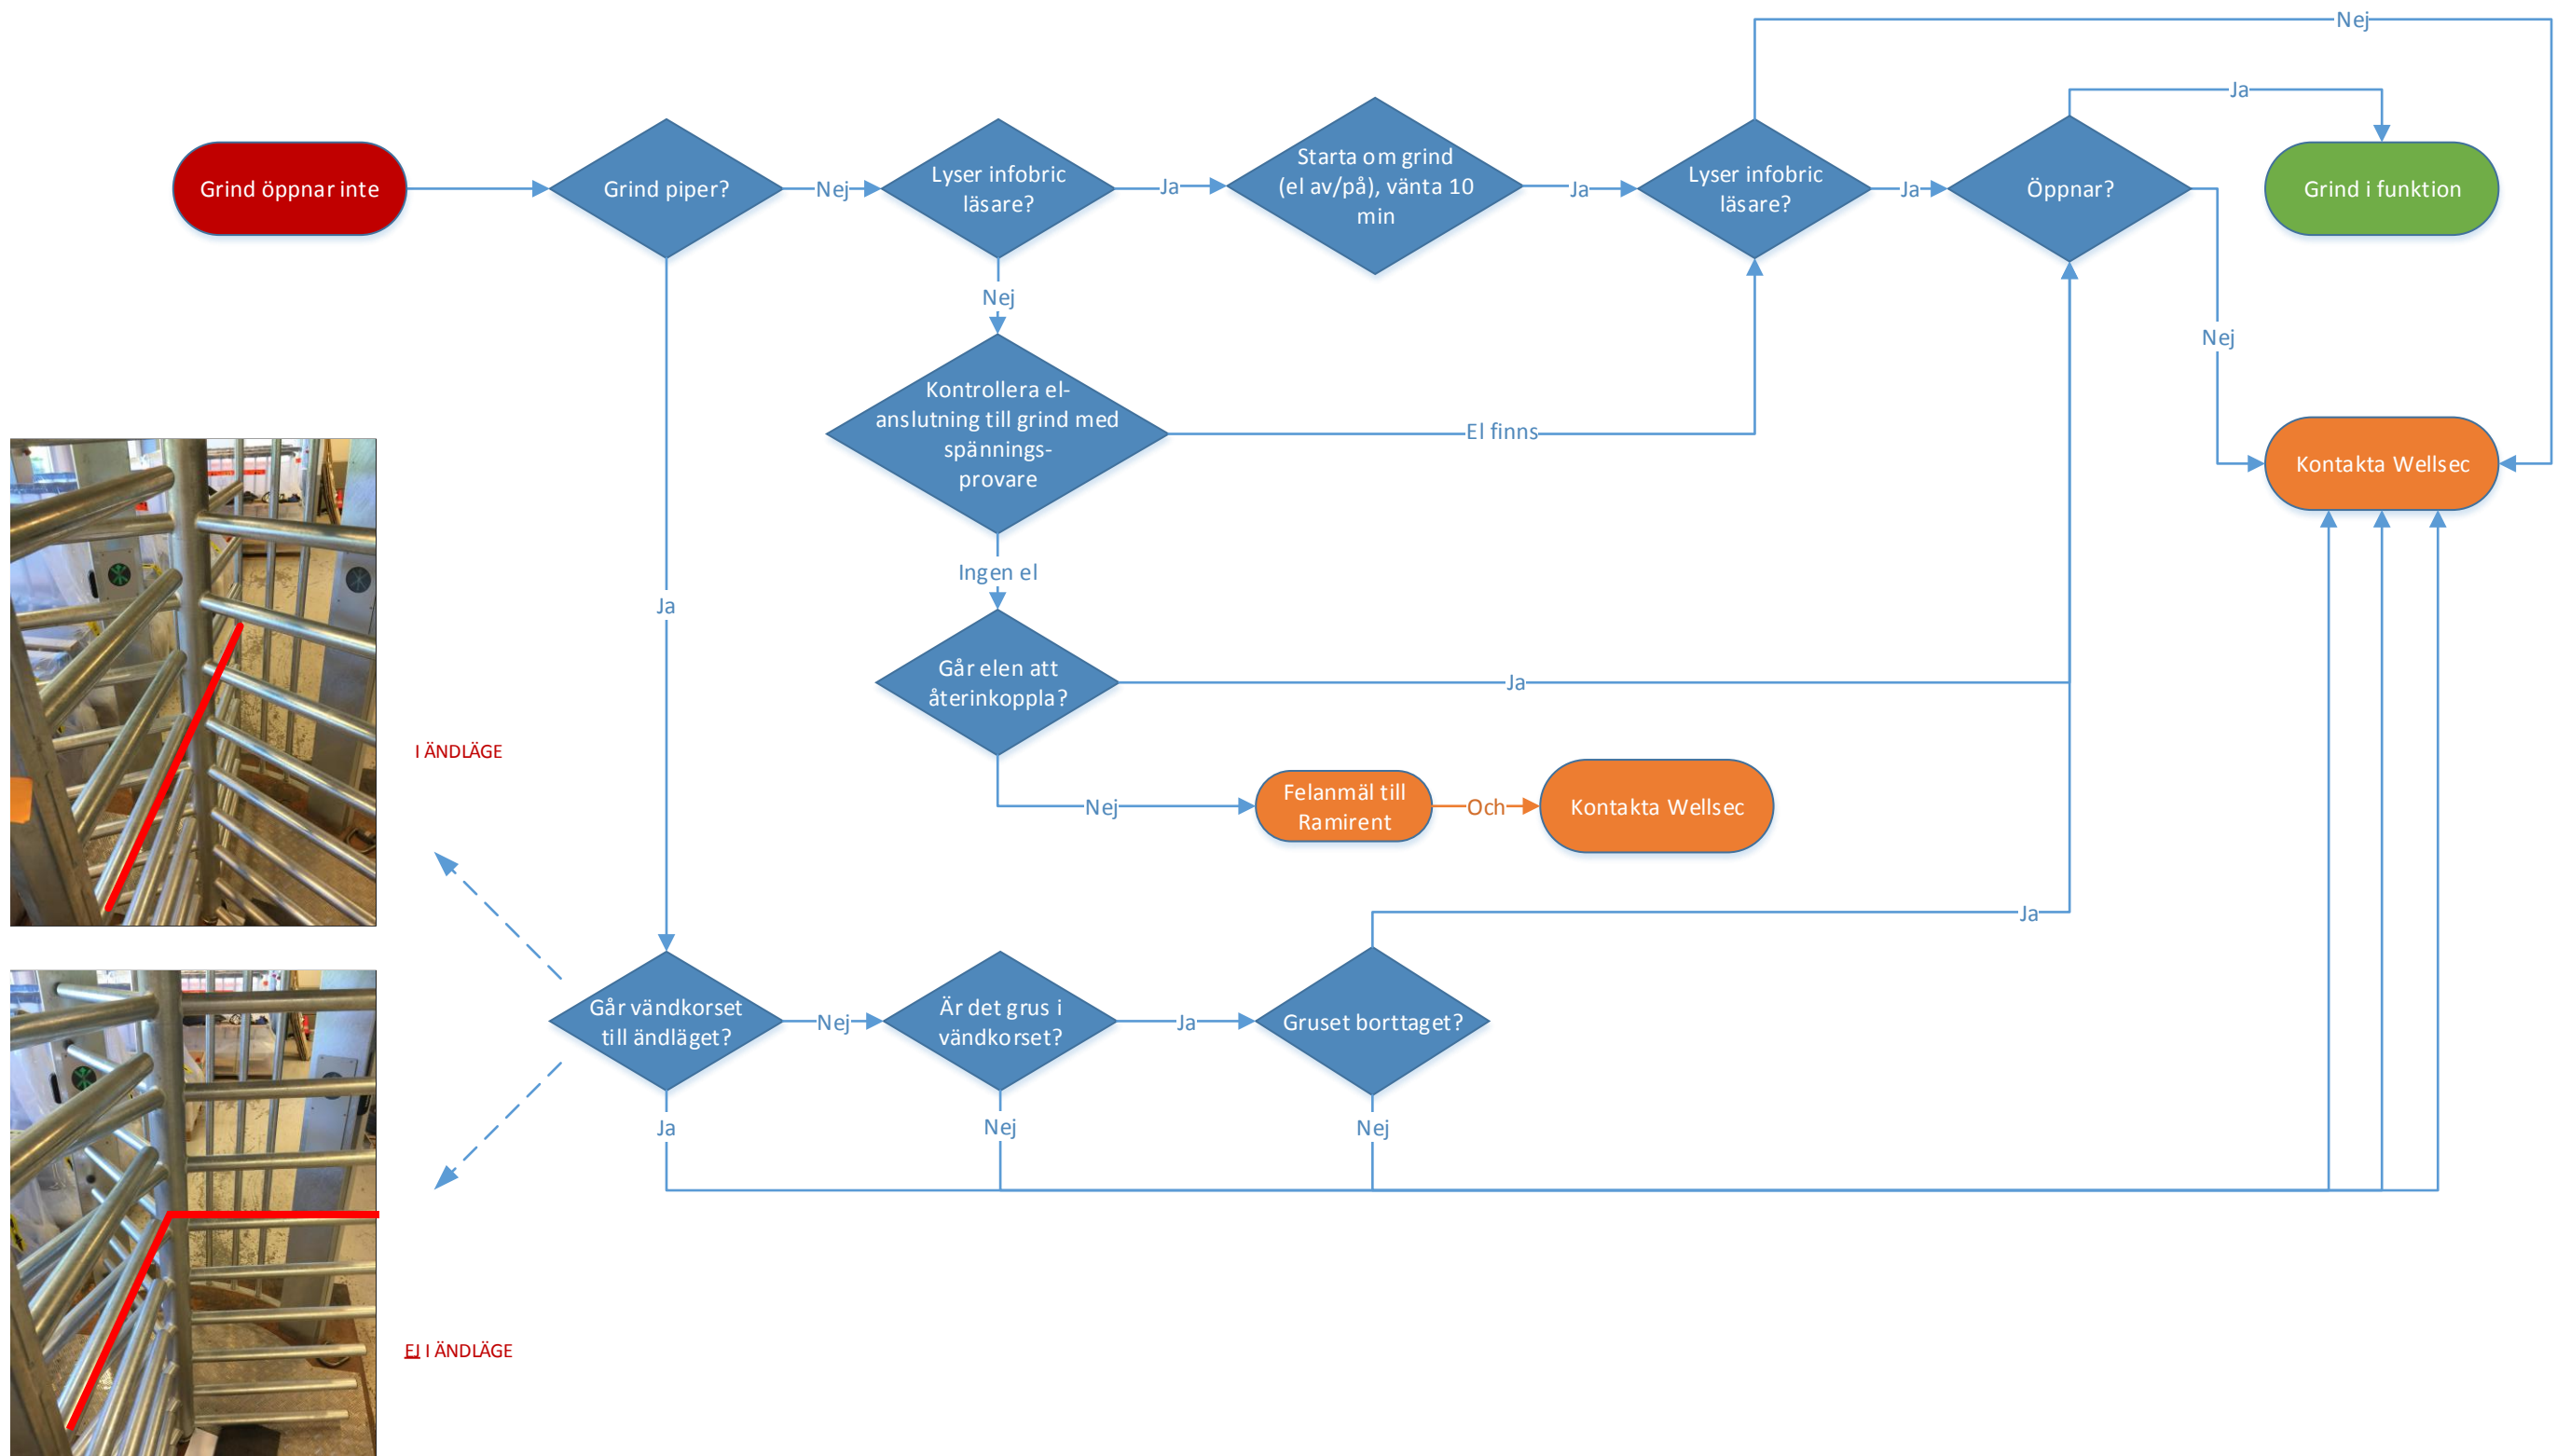 Nej
Ja
Grind öppnar inte
Grind piper?
Nej
Lyser infobric
läsare?
Ja
Starta om grind
(el av/på), vänta 10
min
Ja
Lyser infobric
läsare?
Ja
Öppnar?
Grind i funktion
Nej
Nej
Kontrollera el-
anslutning till grind med
spännings-
provare
El finns
Kontakta Wellsec
Ingen el
Ja
Går elen att
återinkoppla?
Ja
I ÄNDLÄGE
Nej
Felanmäl till
Ramirent
Och
Kontakta Wellsec
Ja
Går vändkorset
till ändläget?
Nej
Är det grus i
vändkorset?
Ja
Gruset borttaget?
Ja
Nej
Nej
EJ I ÄNDLÄGE